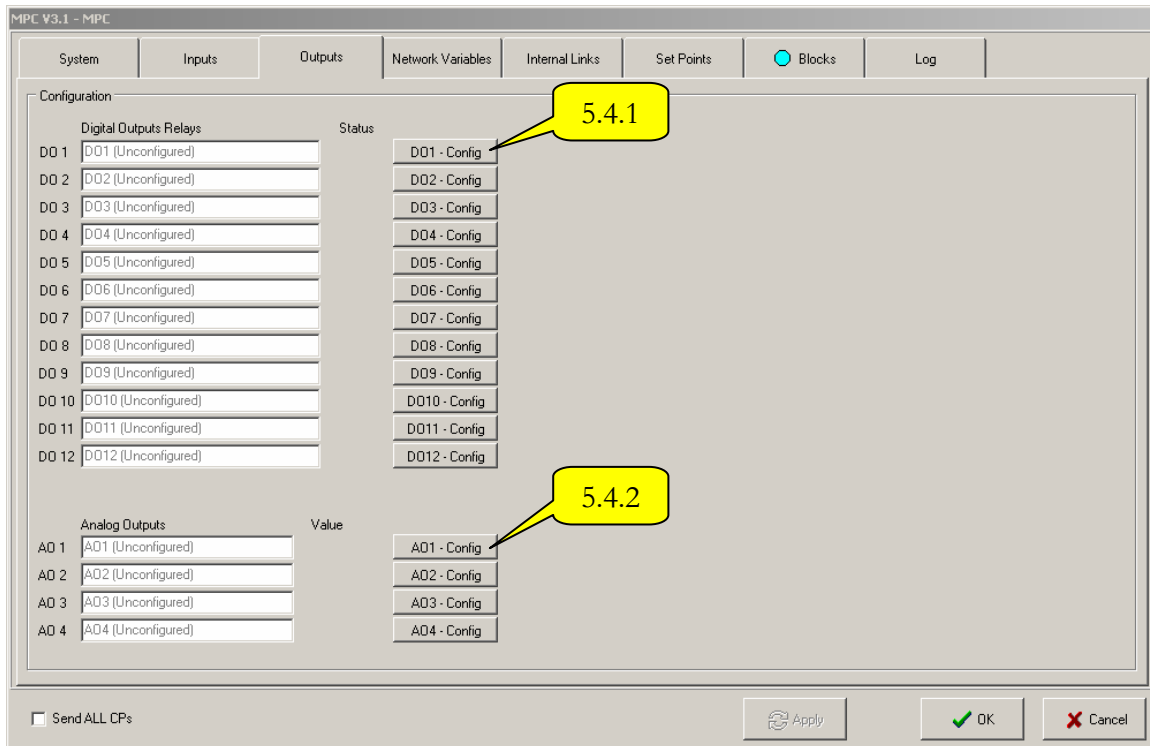 MPC V3.1 - MPC
System Inputs Outputs Network Variables Internal Links Set Points Blocks Log
Configuration
5.4.1
Digital Outputs Relays Status
DO 1 DO1 (Unconfigured) DO1 - Config
DO 2 DO2 (Unconfigured) DO2 - Config
DO 3 DO3 (Unconfigured) DO3 - Config
DO 4 DO4 (Unconfigured) DO4 - Config
DO 5 DO5 (Unconfigured) DO5 - Config
DO 6 DO6 (Unconfigured) DO6 - Config
DO 7 DO7 (Unconfigured) DO7 - Config
DO 8 DO8 (Unconfigured) DO8 - Config
DO 9 DO9 (Unconfigured) DO9 - Config
DO 10 DO10 (Unconfigured) DO10 - Config
DO 11 DO11 (Unconfigured) DO11 - Config
DO 12 DO12 (Unconfigured) DO12 - Config
5.4.2
Analog Outputs Value
AO 1 AO1 (Unconfigured) AO1 - Config
AO 2 AO2 (Unconfigured) AO2 - Config
AO 3 AO3 (Unconfigured) AO3 - Config
AO 4 AO4 (Unconfigured) AO4 - Config
Send ALL CPs Apply OK Cancel